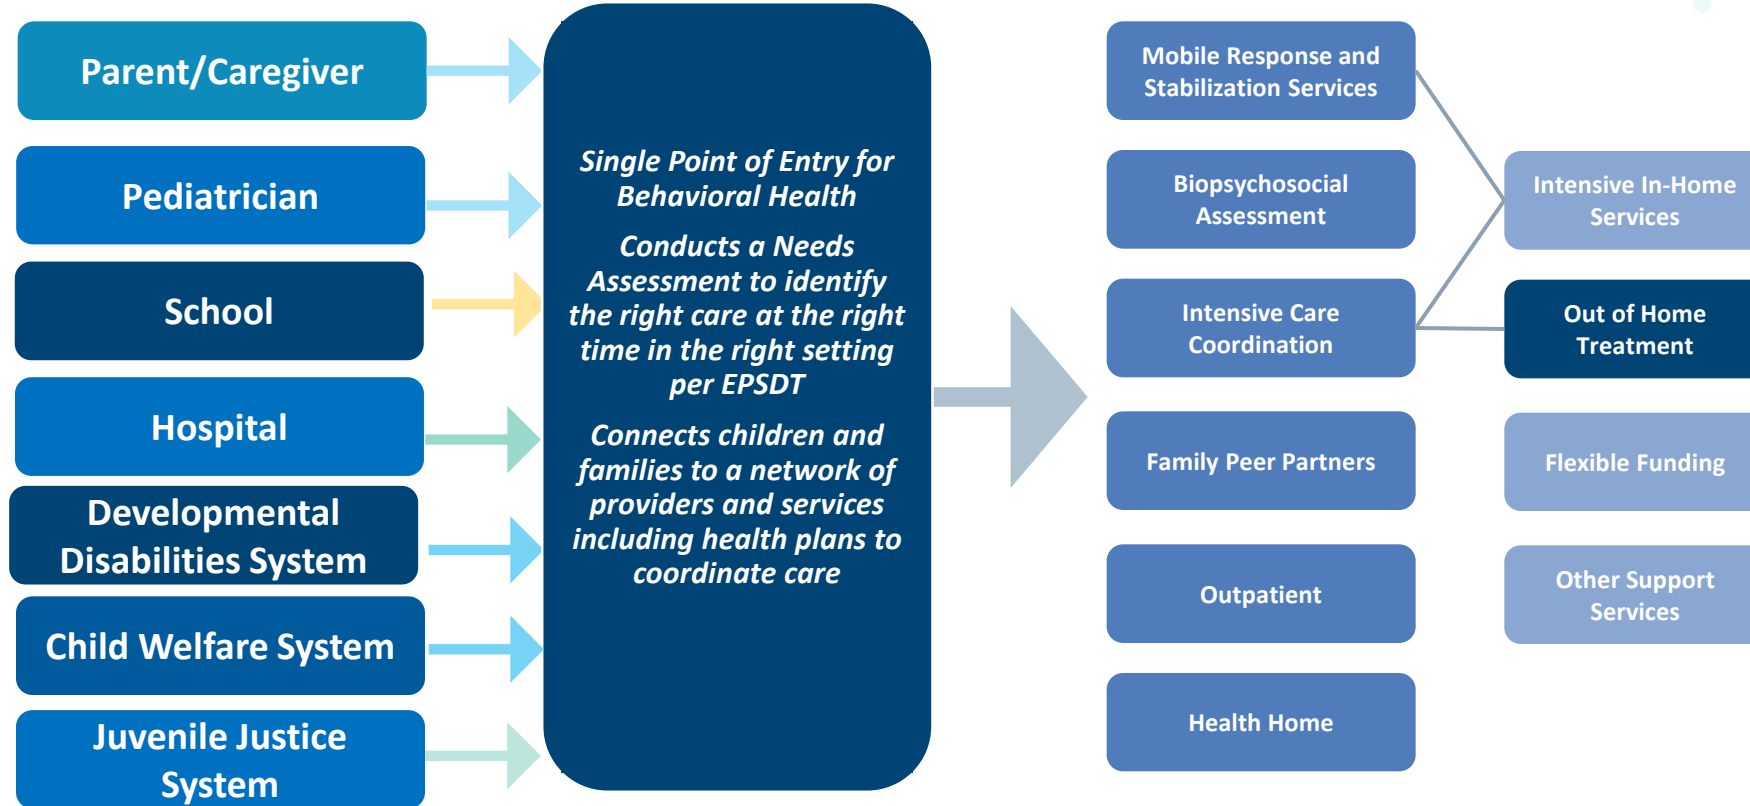 Parent/Caregiver
Pediatrician
School
Hospital
Developmental
Disabilities System
Child Welfare System
Juvenile Justice
System
Single Point of Entry for
Behavioral Health
Conducts a Needs
Assessment to identify
the right care at the right
time in the right setting
per EPSDT
Connects children and
families to a network of
providers and services
including health plans to
coordinate care
Mobile Response and
Stabilization Services
Biopsychosocial
Assessment
Intensive Care
Coordination
Family Peer Partners
Outpatient
Health Home
Intensive In-Home
Services
Out of Home
Treatment
Flexible Funding
Other Support
Services